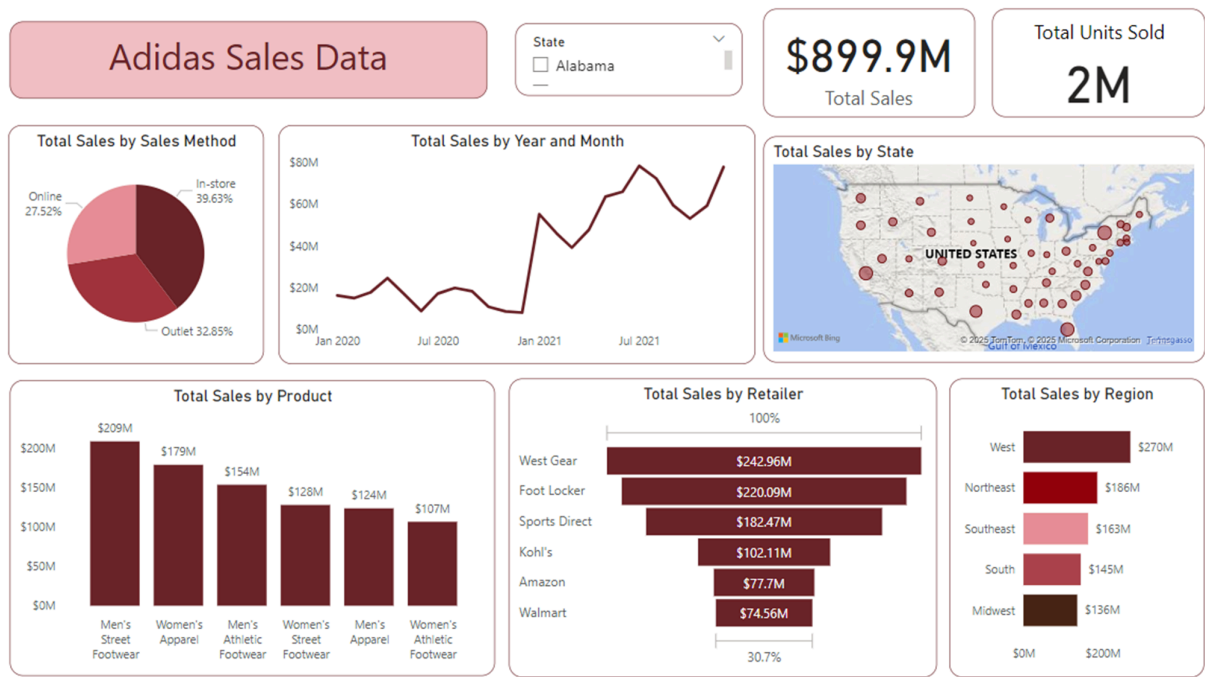 Adidas Sales Data
State
Alabama
$899.9M
Total Sales
Total Units Sold
2M
Total Sales by Sales Method
Online
27.52%
In-store
39.63%
Outlet 32.85%
Total Sales by Year and Month
$80M
$60M
$40M
$20M
$0M
Jan 2020
Jul 2020
Jan 2021
Jul 2021
Total Sales by State
UNITED STATES
Microsoft Bing
© 2025 TomTom, © 2025 Microsoft Corporation
Gulf of Mexico
Total Sales by Product
$200M
$150M
$100M
$50M
$0M
$209M
$179M
$154M
$128M
$124M
$107M
Men's
Street
Footwear
Women's
Apparel
Men's
Athletic
Footwear
Women's
Street
Footwear
Men's
Apparel
Women's
Athletic
Footwear
Total Sales by Retailer
100%
West Gear
$242.96M
Foot Locker
$220.09M
Sports Direct
$182.47M
Kohl's
$102.11M
Amazon
$77.7M
Walmart
$74.56M
30.7%
Total Sales by Region
West
$270M
Northeast
$186M
Southeast
$163M
South
$145M
Midwest
$136M
$0M
$200M